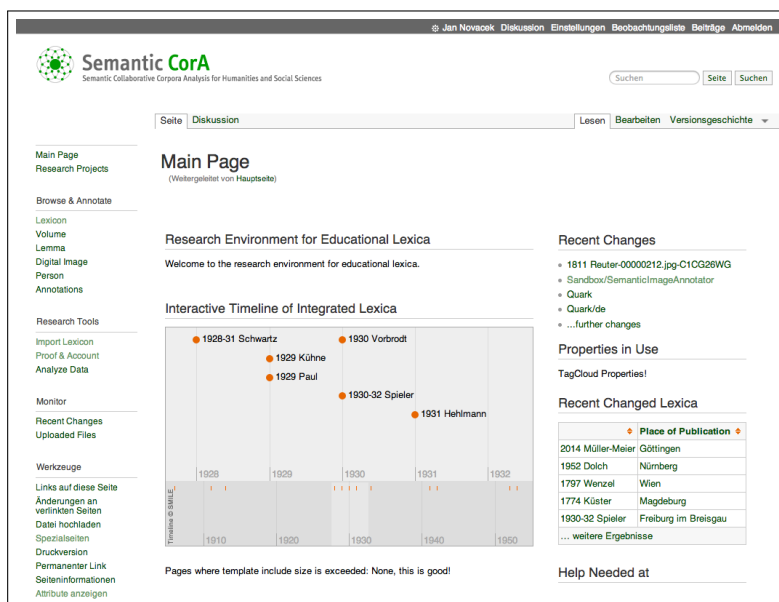 Jan Novacek Diskussion Einstellungen Beobachtungsliste Beiträge Abmelden
Semantic CorA
Semantic Collaborative Corpora Analysis for Humanities and Social Sciences
Suchen Seite Suchen
Seite Diskussion Lesen Bearbeiten Versionsgeschichte
Main Page
Research Projects
Browse & Annotate
Lexicon
Volume
Lemma
Digital Image
Person
Annotations
Research Tools
Import Lexicon
Proof & Account
Analyze Data
Monitor
Recent Changes
Uploaded Files
Werkzeuge
Links auf diese Seite
Änderungen an
verlinkten Seiten
Datei hochladen
Spezialseiten
Druckversion
Permanenter Link
Seiteninformationen
Attribute anzeigen
Main Page
(Weitergeleitet von Hauptseite)
Research Environment for Educational Lexica
Welcome to the research environment for educational lexica.
Interactive Timeline of Integrated Lexica
1928-31 Schwartz 1930 Vorbrodt
1929 Kühne
1929 Paul
1930-32 Spieler
1931 Hehlmann
1928 1929 1930 1931 1932
Timeline © SMILE
1910 1920 1930 1940 1950
Pages where template include size is exceeded: None, this is good!
Recent Changes
1811 Reuter-00000212.jpg-C1CG26WG
Sandbox/SemanticImageAnnotator
Quark
Quark/de
...further changes
Properties in Use
TagCloud Properties!
Recent Changed Lexica
Place of Publication
2014 Müller-Meier Göttingen
1952 Dolch Nürnberg
1797 Wenzel Wien
1774 Küster Magdeburg
1930-32 Spieler Freiburg im Breisgau
... weitere Ergebnisse
Help Needed at